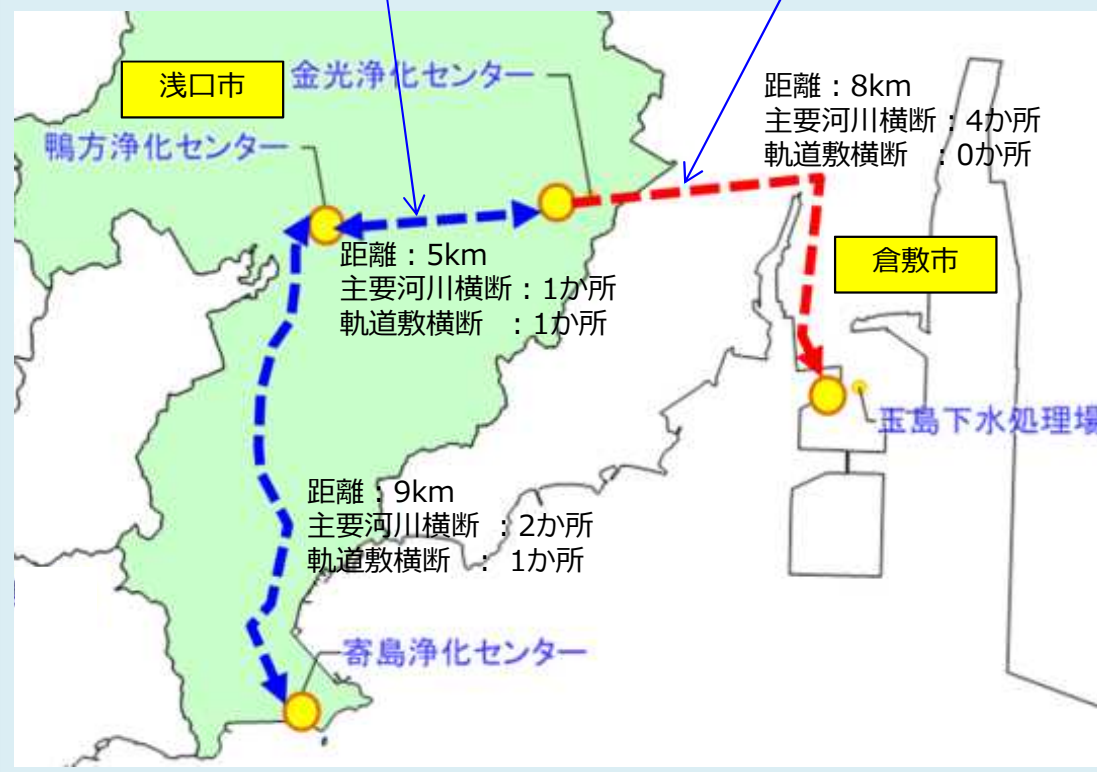 浅口市
金光浄化センター
鴨方浄化センター
距離：8km
主要河川横断：4か所
軌道敷横断　：0か所
距離：5km
主要河川横断：1か所
軌道敷横断　：1か所
倉敷市
玉島下水処理場
距離：9km
主要河川横断　：2か所
軌道敷横断　：　1か所
寄島浄化センター